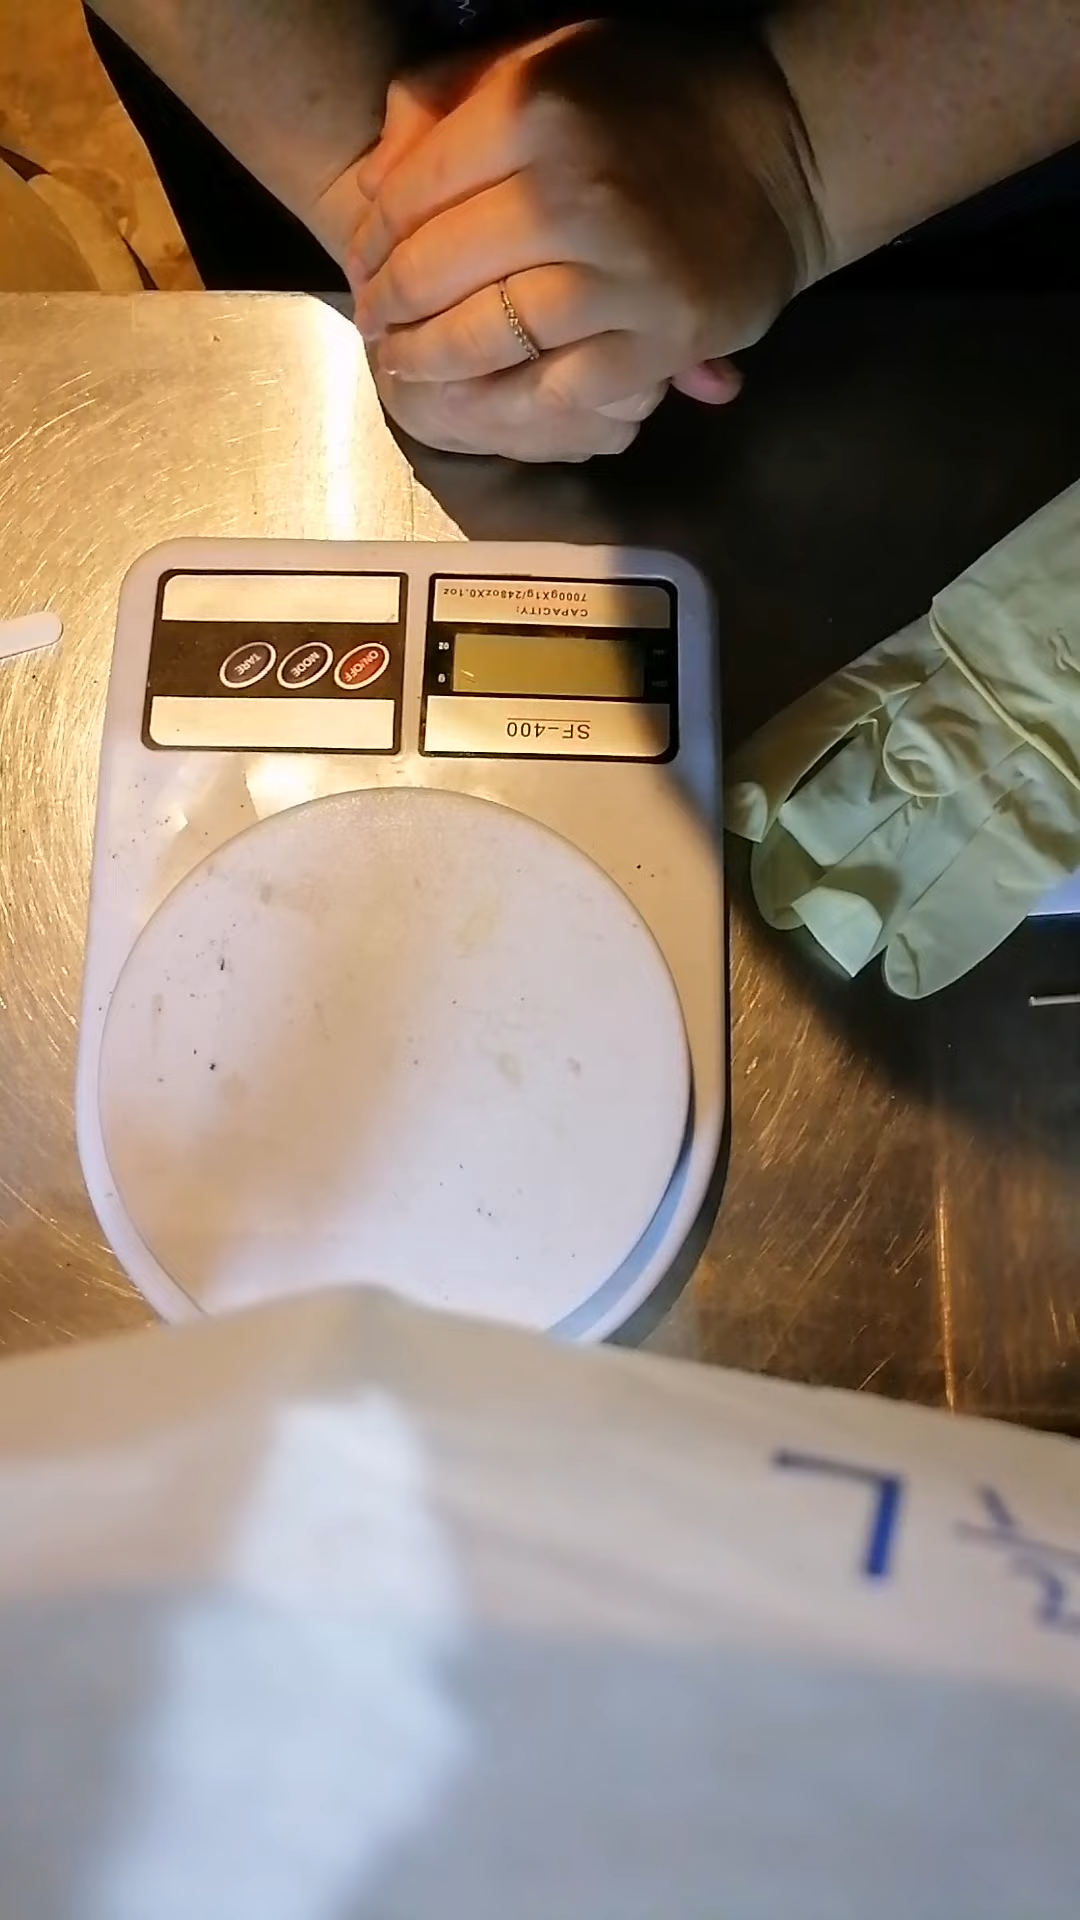 SF-400
CAPACITY:
7000gX1g/248ozX0.1oz
ON/OFF
MODE
TARE